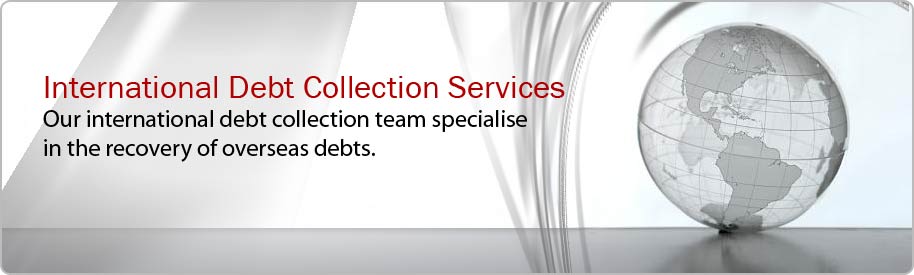 International Debt Collection Services
Our international debt collection team specialise
in the recovery of overseas debts.